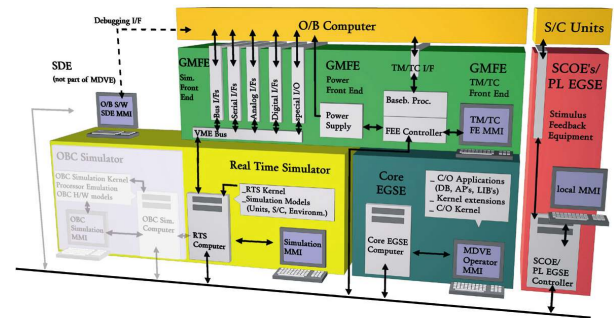 O/B Computer
S/C Units
Debugging I/F
SDE
(not part of MDVE)
O/B S/W
SDE MMI
GMFE
Sim.
Front
End
Bus I/Fs
Serial I/Fs
Analog I/Fs
Digital I/Fs
special I/O
VME Bus
GMFE
Power
Front End
Power
Supply
TM/TC I/F
Baseb. Proc.
FEE Controller
GMFE
TM/TC
Front End
TM/TC
FE MMI
SCOE's/
PL EGSE
Stimulus
Feedback
Equipment
local MMI
SCOE/
PL EGSE
Controller
OBC Simulator
OBC Simulation Kernel
Processor Emulation
OBC H/W models
OBC
Simulation
MMI
OBC Sim.
Computer
Real Time Simulator
_RTS Kernel
_Simulation Models
(Units, S/C, Environm.)
RTS
Computer
Simulation
MMI
Core
EGSE
_ C/O Applications
(DB, AP's, LIB's)
_ Kernel extensions
_ C/O Kernel
Core EGSE
Computer
MDVE
Operator
MMI